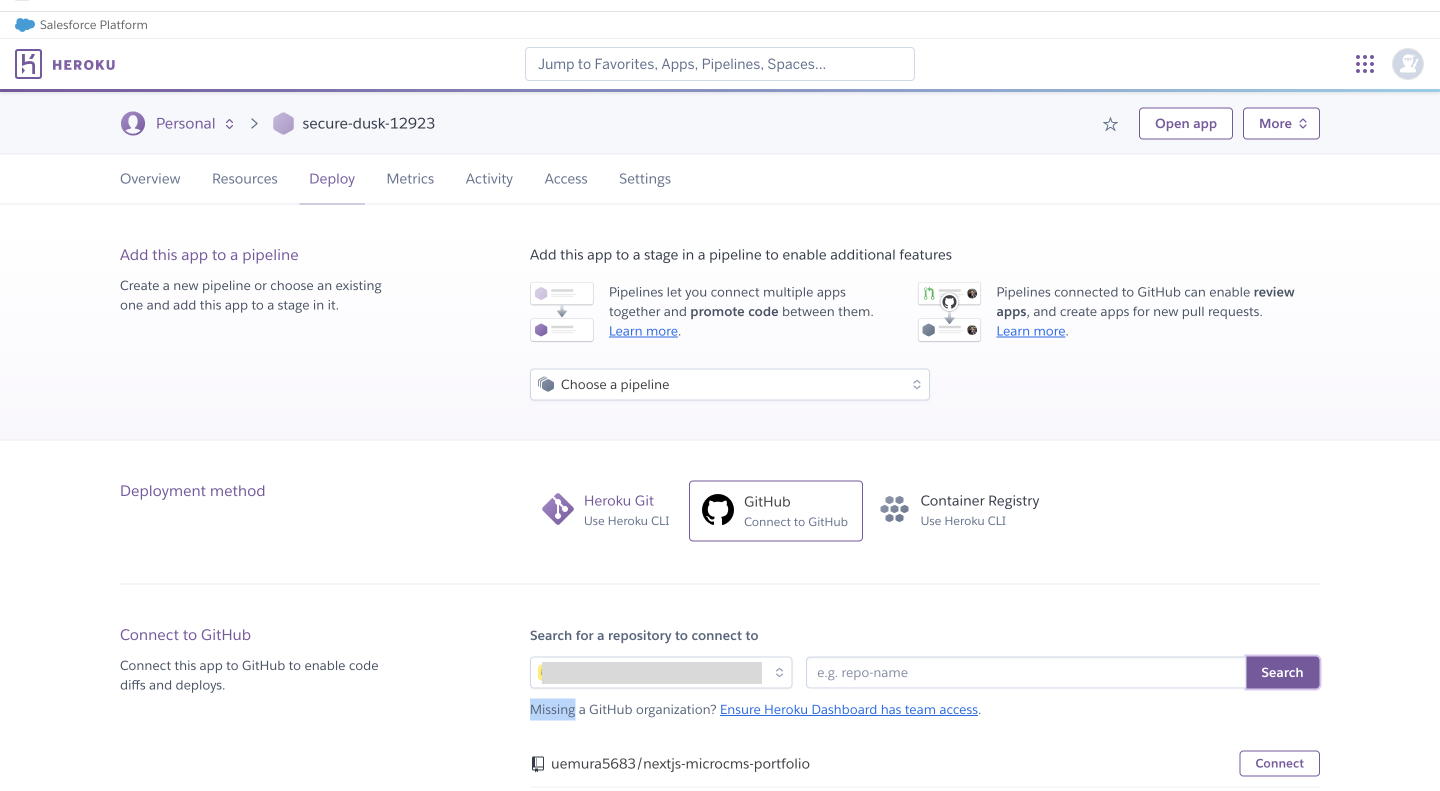 Salesforce Platform
HEROKU
Jump to Favorites, Apps, Pipelines, Spaces...
Personal
secure-dusk-12923
Open app
More
Overview
Resources
Deploy
Metrics
Activity
Access
Settings
Add this app to a pipeline
Create a new pipeline or choose an existing
one and add this app to a stage in it.
Add this app to a stage in a pipeline to enable additional features
Pipelines let you connect multiple apps
together and promote code between them.
Learn more.
Pipelines connected to GitHub can enable review
apps, and create apps for new pull requests.
Learn more.
Choose a pipeline
Deployment method
Heroku Git
Use Heroku CLI
GitHub
Connect to GitHub
Container Registry
Use Heroku CLI
Connect to GitHub
Connect this app to GitHub to enable code
diffs and deploys.
Search for a repository to connect to
e.g. repo-name
Search
Missing a GitHub organization? Ensure Heroku Dashboard has team access.
uemura5683/nextjs-microcms-portfolio
Connect